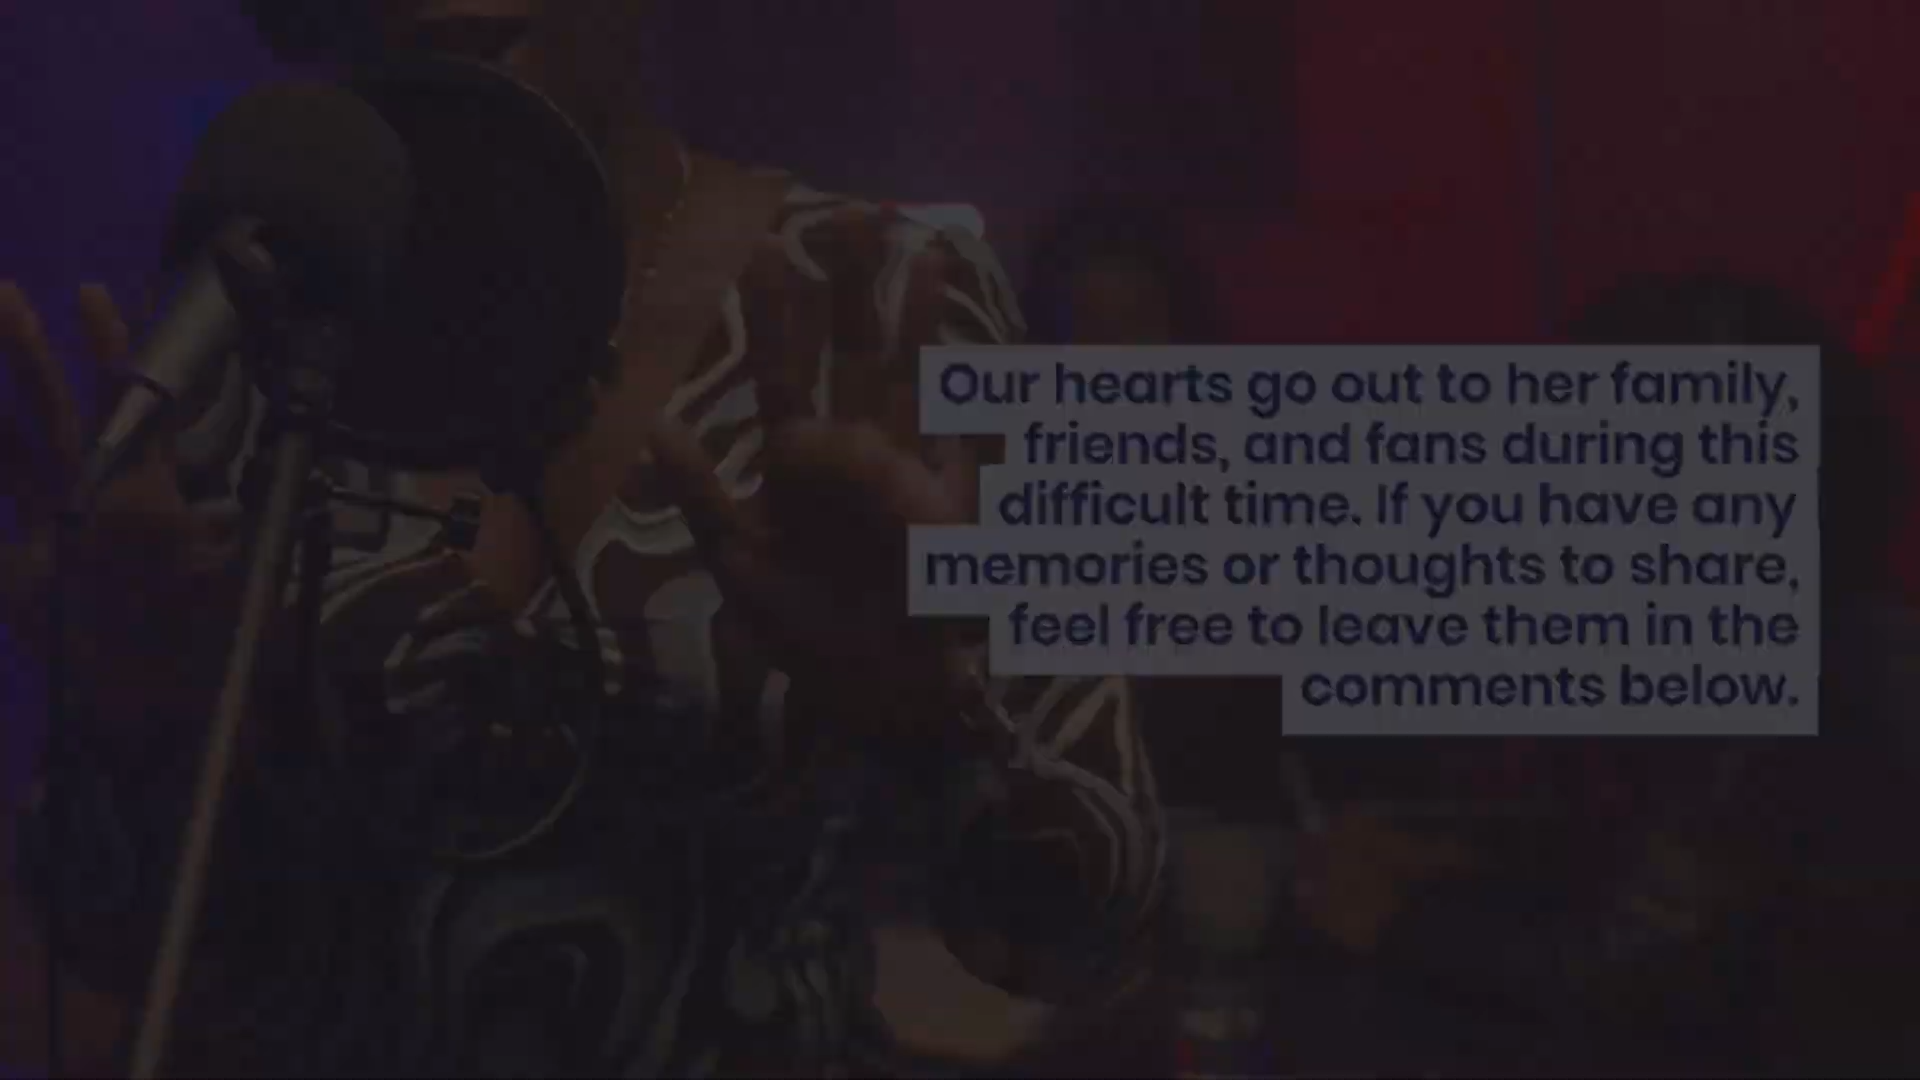 Our hearts go out to her family,
friends, and fans during this
difficult time. If you have any
memories or thoughts to share,
feel free to leave them in the
comments below.